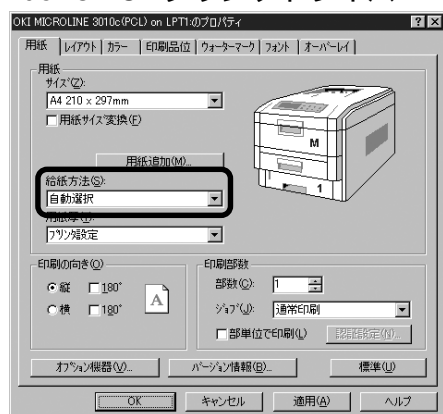 OKI MICROLINE 3010c(PCL) on LPT1:のプロパティ
用紙 レイアウト カラー 印刷品位 ウォーターマーク フォント オーバーレイ
用紙
サイズ(Z):
A4 210 x 297mm
用紙サイズ変換(F)
用紙追加(M)...
給紙方法(S):
自動選択
プリンタ設定
M
1
印刷の向き(O)
縦 180°
横 180°
A
印刷部数
部数(C): 1
ジョブ(J): 通常印刷
部単位で印刷(L)
オプション機器(V)... バージョン情報(B)... 標準(U)
OK キャンセル 適用(A) ヘルプ